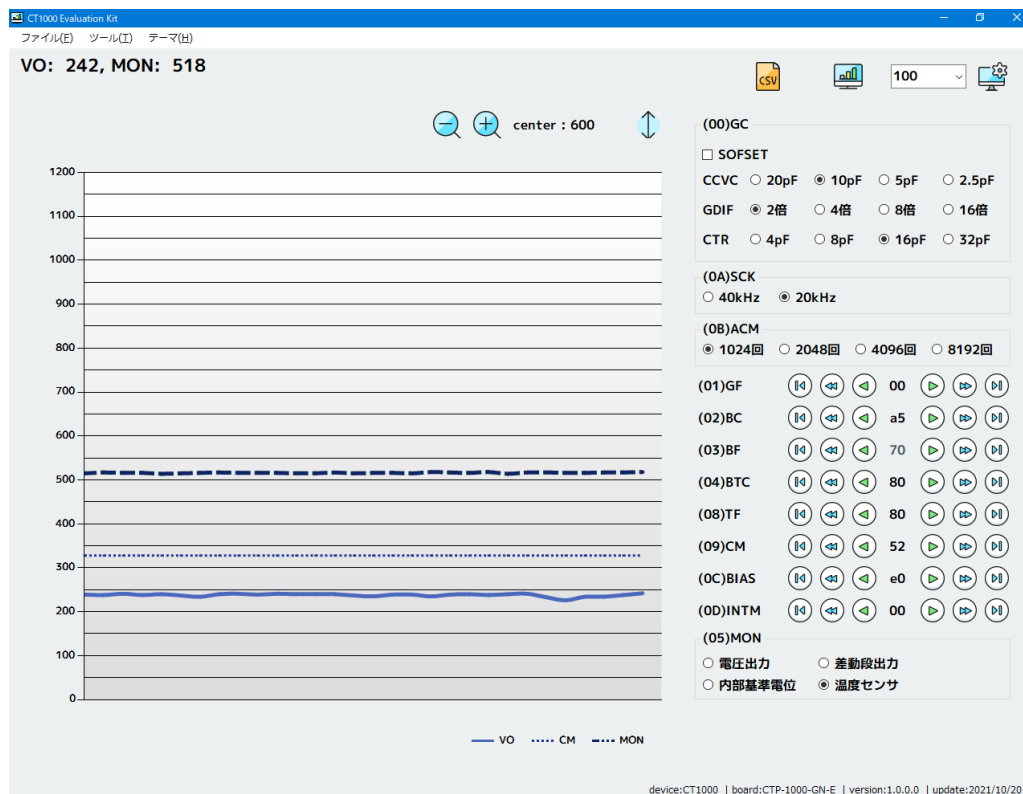 CT1000 Evaluation Kit
ファイル(F) ツール(T) テーマ(H)
VO: 242, MON: 518
CSV
100
center : 600
1200
1100
1000
900
800
700
600
500
400
300
200
100
0
VO CM MON
(00)GC
SOFSET
CCVC 20pF 10pF 5pF 2.5pF
GDIF 2倍 4倍 8倍 16倍
CTR 4pF 8pF 16pF 32pF
(0A)SCK
40kHz 20kHz
(0B)ACM
1024回 2048回 4096回 8192回
(01)GF 00
(02)BC a5
(03)BF 70
(04)BTC 80
(08)TF 80
(09)CM 52
(0C)BIAS e0
(0D)INTM 00
(05)MON
電圧出力 差動段出力
内部基準電位 温度センサ
device:CT1000 | board:CTP-1000-GN-E | version:1.0.0.0 | update:2021/10/20